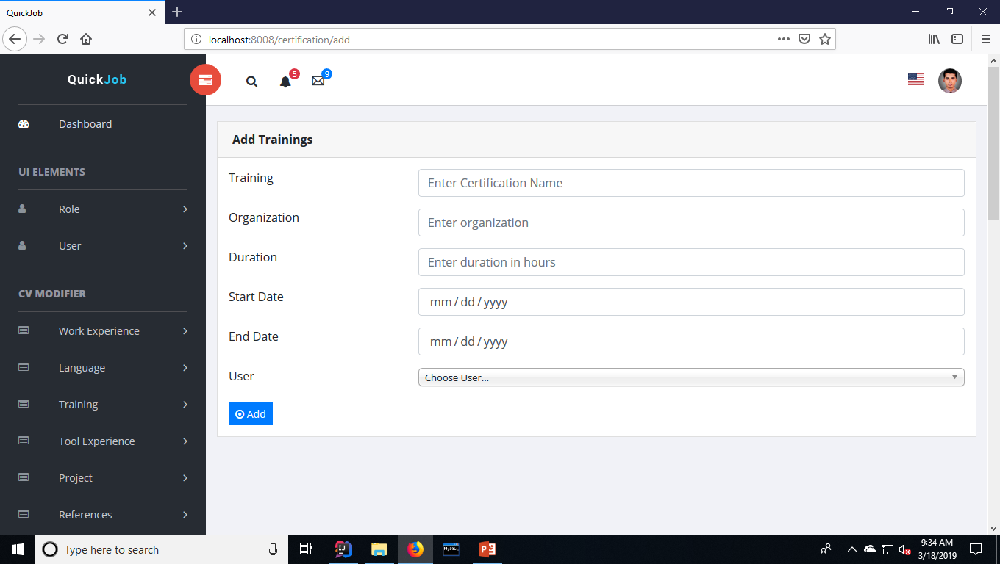 QuickJob
localhost:8008/certification/add
QuickJob
5
9
Dashboard
UI ELEMENTS
Role
User
CV MODIFIER
Work Experience
Language
Training
Tool Experience
Project
References
Add Trainings
Training
Enter Certification Name
Organization
Enter organization
Duration
Enter duration in hours
Start Date
mm / dd / yyyy
End Date
mm / dd / yyyy
User
Choose User...
Add
Type here to search
IJ
MySQL
P
9:34 AM
3/18/2019